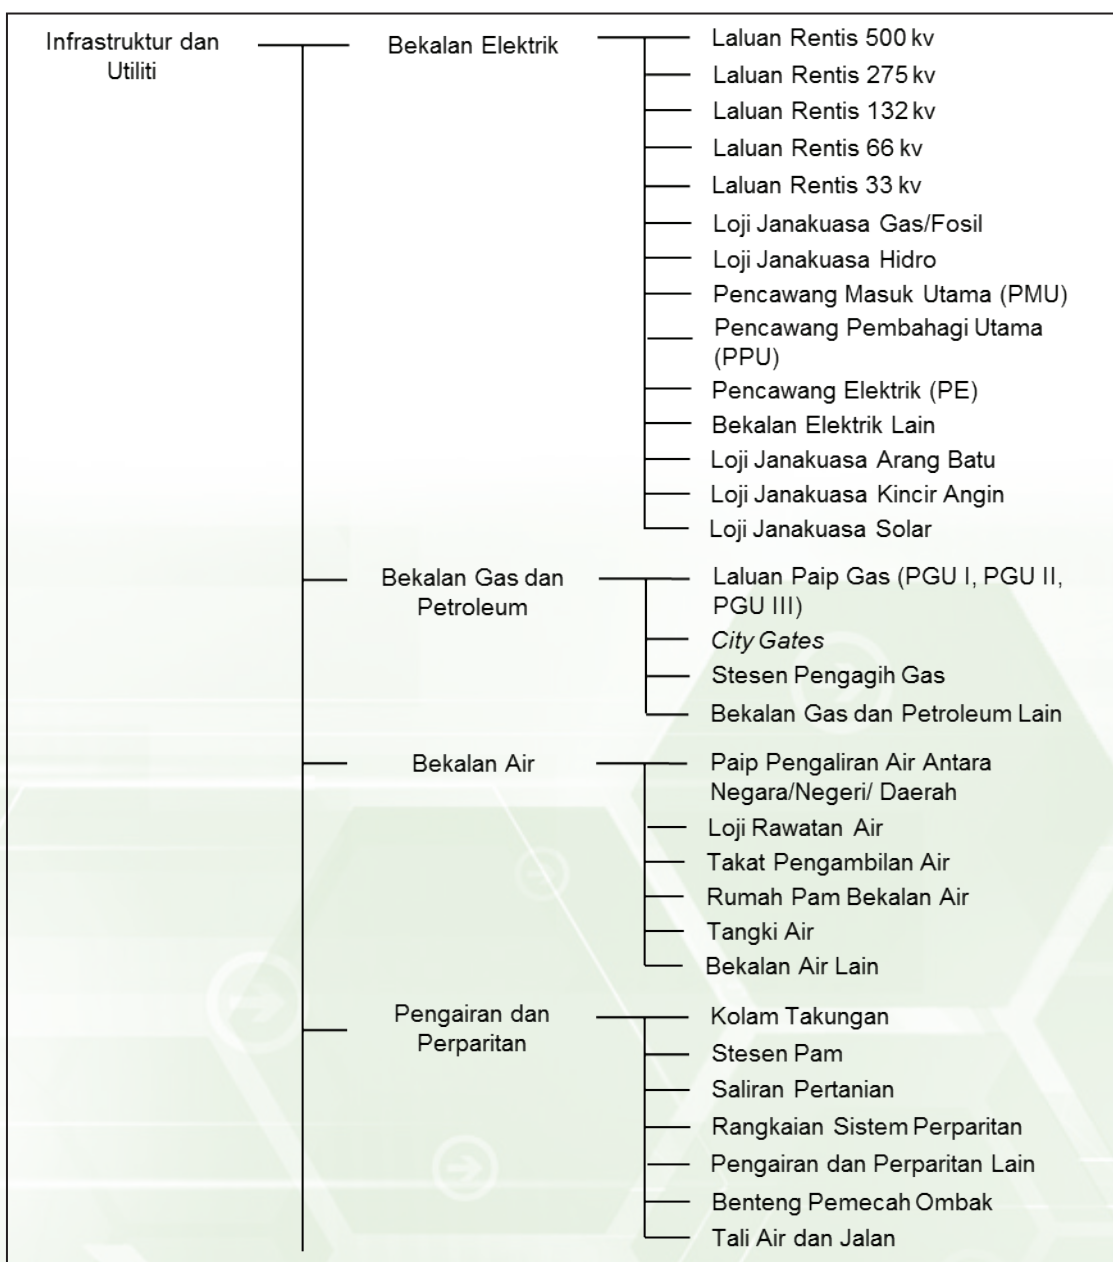 Infrastruktur dan
Utiliti
Bekalan Elektrik
Laluan Rentis 500 kv
Laluan Rentis 275 kv
Laluan Rentis 132 kv
Laluan Rentis 66 kv
Laluan Rentis 33 kv
Loji Janakuasa Gas/Fosil
Loji Janakuasa Hidro
Pencawang Masuk Utama (PMU)
Pencawang Pembahagi Utama
(PPU)
Pencawang Elektrik (PE)
Bekalan Elektrik Lain
Loji Janakuasa Arang Batu
Loji Janakuasa Kincir Angin
Loji Janakuasa Solar
Bekalan Gas dan
Petroleum
Laluan Paip Gas (PGU I, PGU II,
PGU III)
City Gates
Stesen Pengagih Gas
Bekalan Gas dan Petroleum Lain
Bekalan Air
Paip Pengaliran Air Antara
Negara/Negeri/ Daerah
Loji Rawatan Air
Takat Pengambilan Air
Rumah Pam Bekalan Air
Tangki Air
Bekalan Air Lain
Pengairan dan
Perparitan
Kolam Takungan
Stesen Pam
Saliran Pertanian
Rangkaian Sistem Perparitan
Pengairan dan Perparitan Lain
Benteng Pemecah Ombak
Tali Air dan Jalan